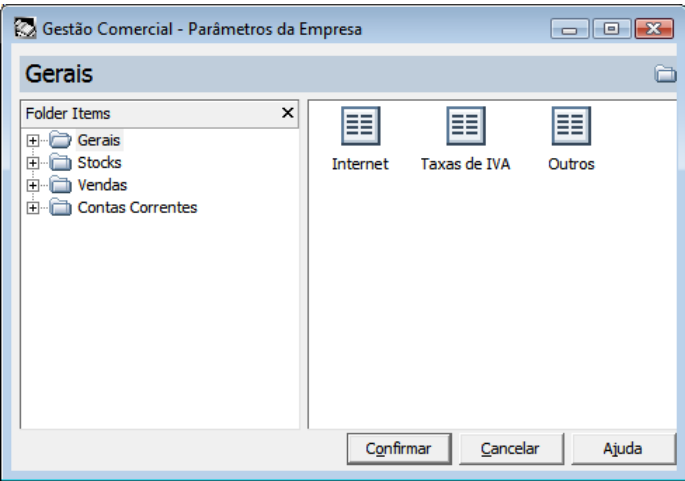 Gestão Comercial - Parâmetros da Empresa
Gerais
Folder Items
Gerais
Stocks
Vendas
Contas Correntes
Internet Taxas de IVA Outros
Confirmar Cancelar Ajuda